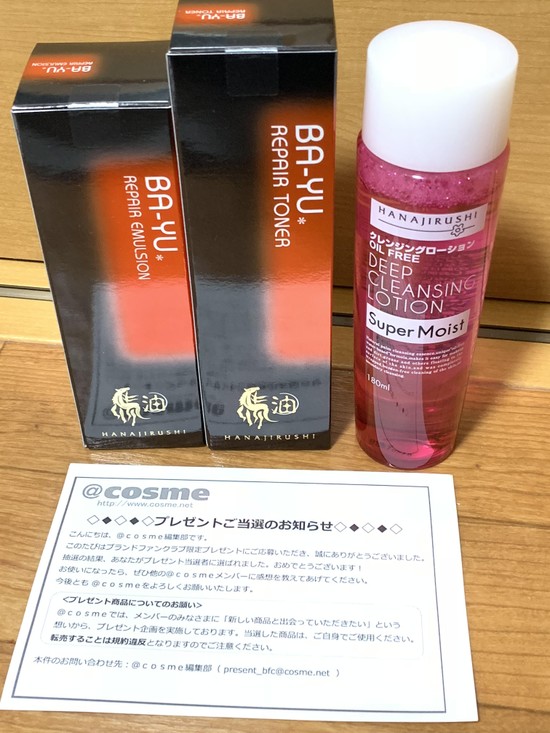 BA-YU*
REPAIR EMULSION
BA-YU*
REPAIR EMULSION
油
HANAJIRUSHI
BA-YU*
REPAIR TONER
BA-YU*
REPAIR TONER
油
HANAJIRUSHI
HANAJIRUSHI
クレンジングローション
OIL FREE
DEEP
CLEANSING
LOTION
Super Moist
180ml
@cosme
http://www.cosme.net
◇◆◇◆◇プレゼントご当選のお知らせ◇◆◇◆◇
こんにちは、@cosme編集部です。
このたびはブランドファンクラブ限定プレゼントにご応募いただき、誠にありがとうございました。
抽選の結果、あなたがプレゼント当選者に選ばれました。おめでとうございます！
お使いになったら、ぜひ他の@cosmeメンバーに感想を教えてあげてください。
今後とも @cosmeをよろしくお願いいたします。
<プレゼント商品についてのお願い>
@cosmeでは、メンバーのみなさまに「新しい商品と出会っていただきたい」という
想いから、プレゼント企画を実施しております。当選した商品は、ご自身でご使用ください。
転売することは規約違反となりますのでご注意ください。
本件のお問い合わせ先：@cosme編集部（ present_bfc@cosme.net ）